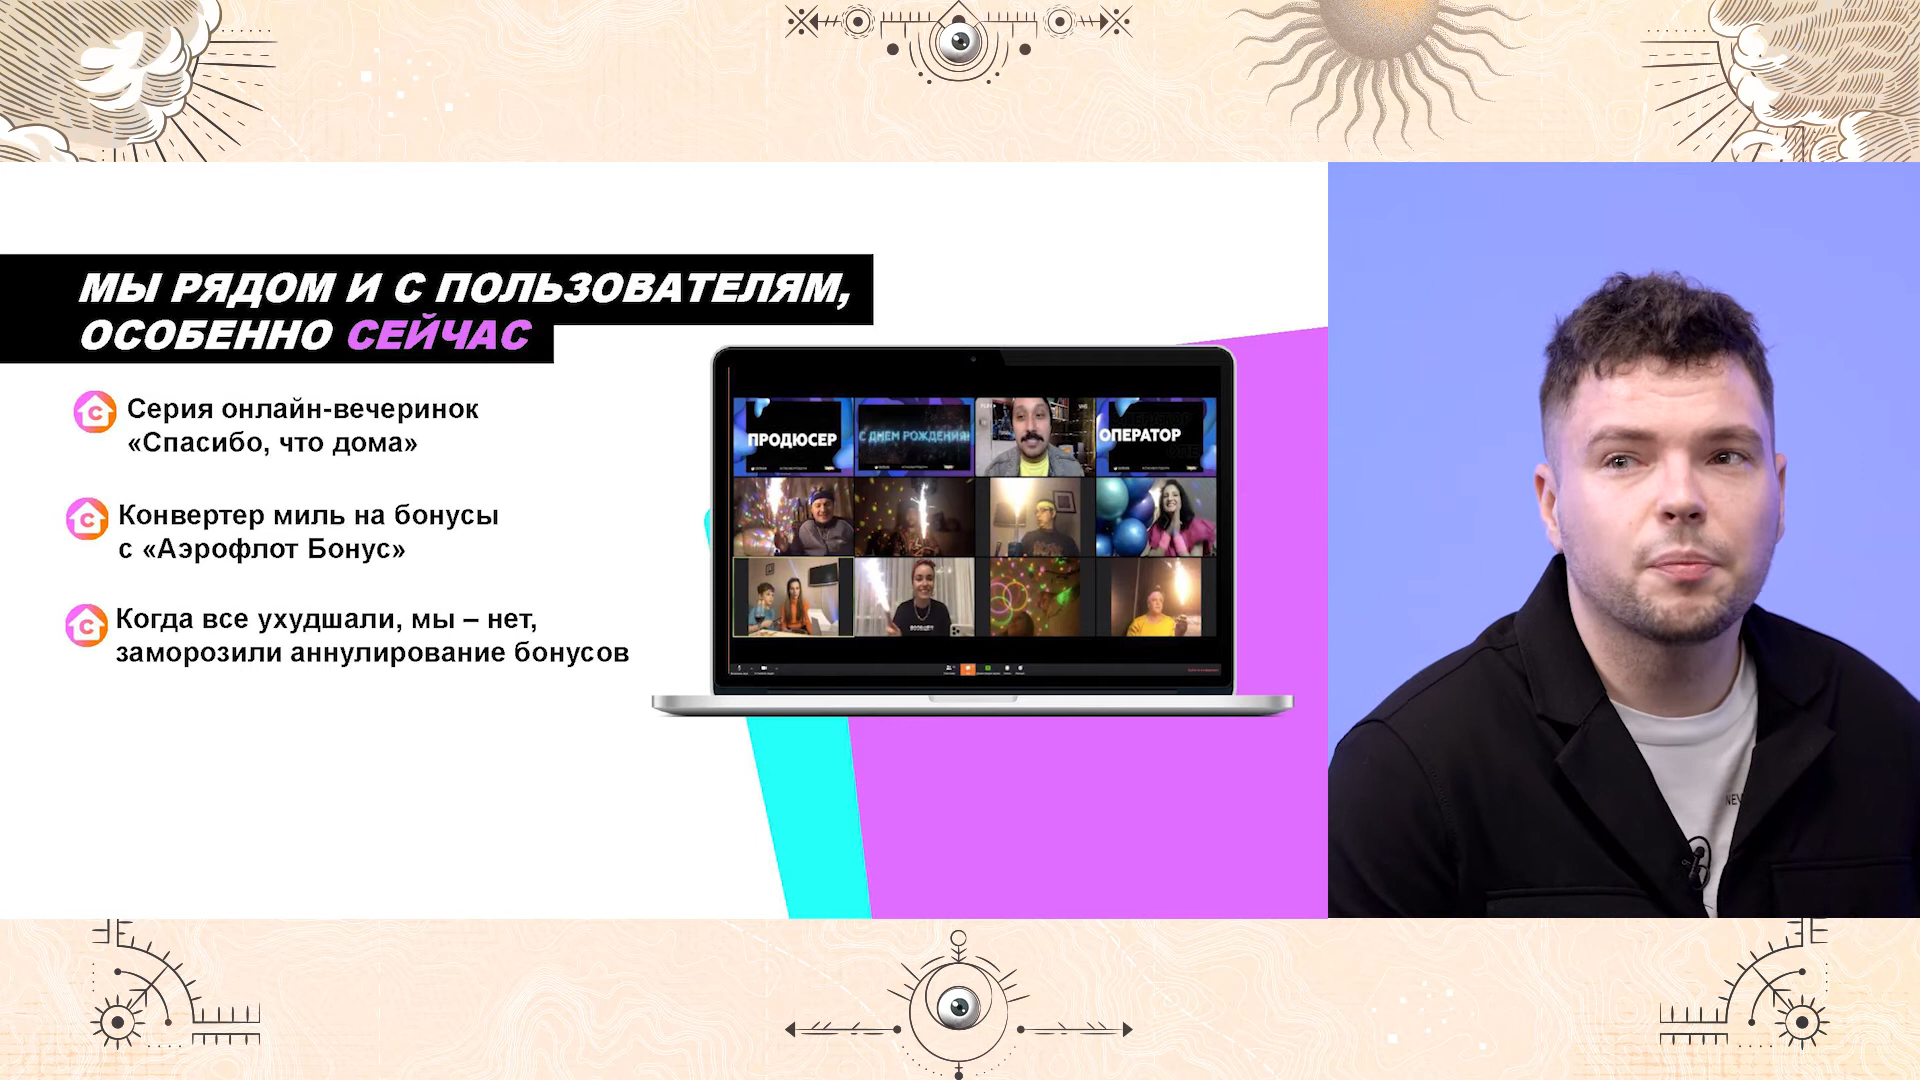 МЫ РЯДОМ И С ПОЛЬЗОВАТЕЛЯМ,
ОСОБЕННО СЕЙЧАС
Серия онлайн-вечеринок
«Спасибо, что дома»
Конвертер миль на бонусы
с «Аэрофлот Бонус»
Когда все ухудшали, мы – нет,
заморозили аннулирование бонусов
ПРОДЮСЕР
С ДНЕМ РОЖДЕНИЯ!
ОПЕРАТОР
NEV